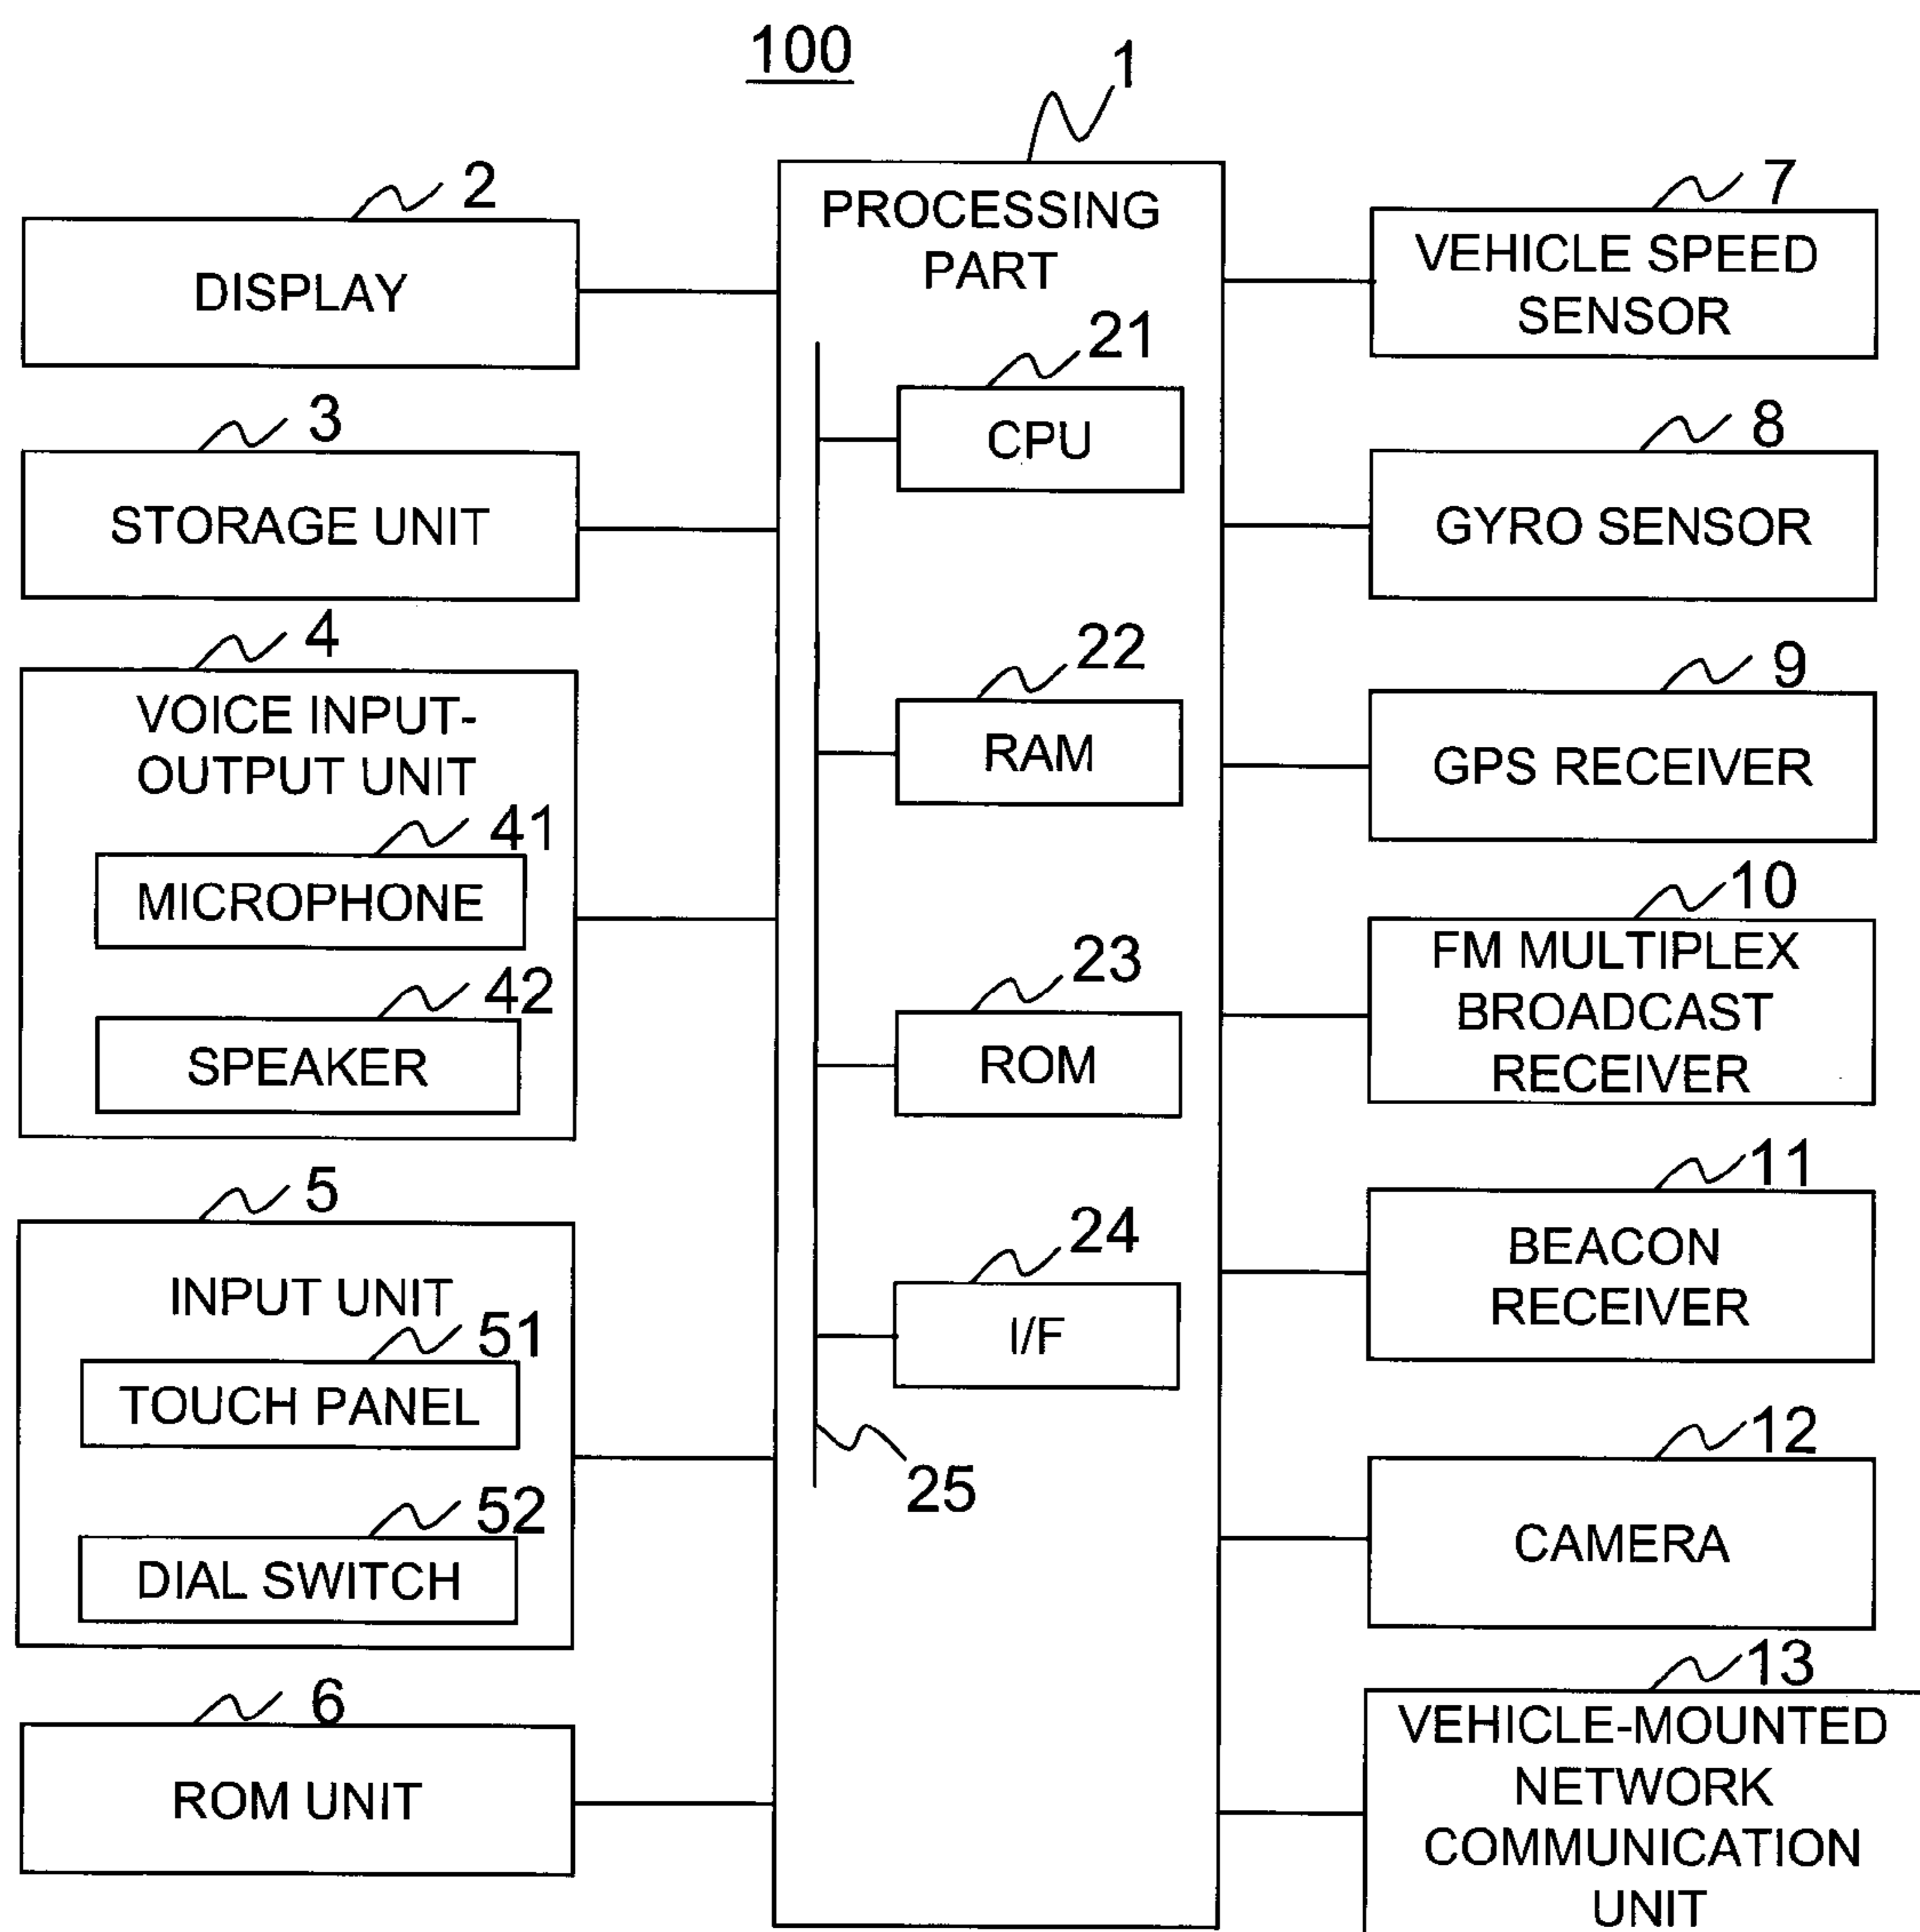 100
1
PROCESSING
PART
2
DISPLAY
3
STORAGE UNIT
4
VOICE INPUT-
OUTPUT UNIT
41
MICROPHONE
42
SPEAKER
5
INPUT UNIT
51
TOUCH PANEL
52
DIAL SWITCH
6
ROM UNIT
21
CPU
22
RAM
23
ROM
24
I/F
25
7
VEHICLE SPEED
SENSOR
8
GYRO SENSOR
9
GPS RECEIVER
10
FM MULTIPLEX
BROADCAST
RECEIVER
11
BEACON
RECEIVER
12
CAMERA
13
VEHICLE-MOUNTED
NETWORK
COMMUNICATION
UNIT